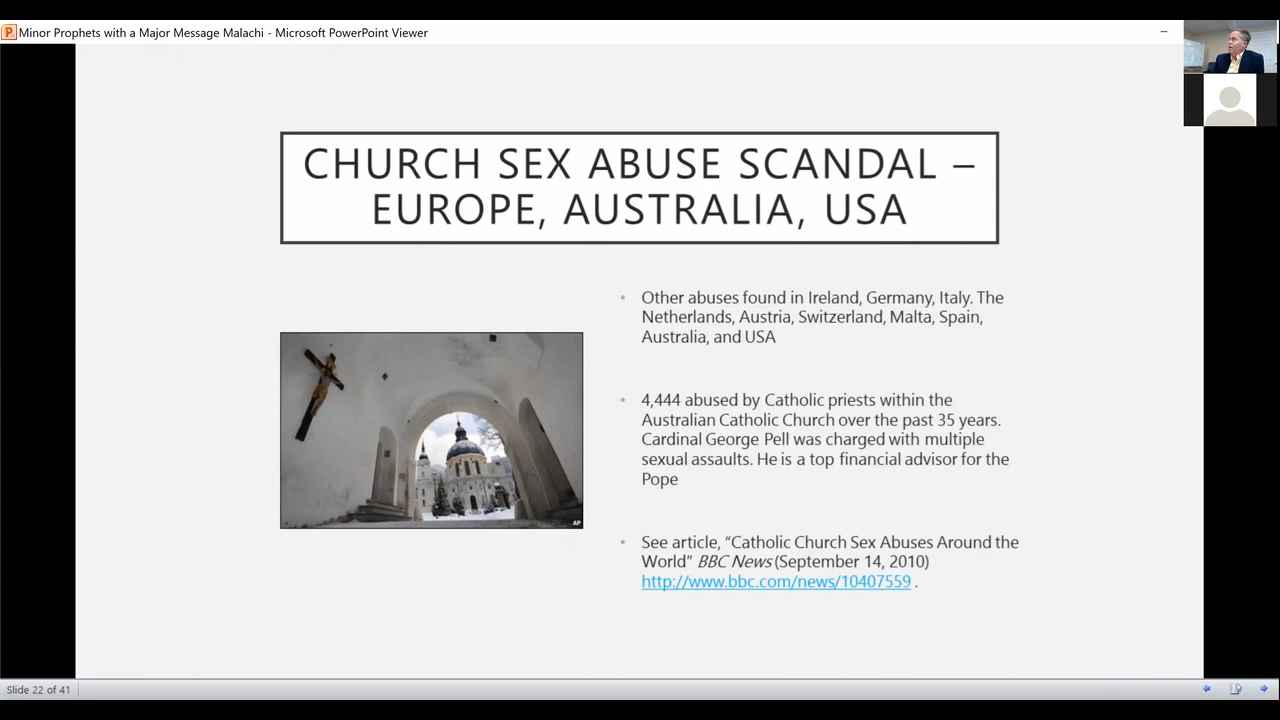 Minor Prophets with a Major Message Malachi - Microsoft PowerPoint Viewer
CHURCH SEX ABUSE SCANDAL –
EUROPE, AUSTRALIA, USA
• Other abuses found in Ireland, Germany, Italy. The
Netherlands, Austria, Switzerland, Malta, Spain,
Australia, and USA
• 4,444 abused by Catholic priests within the
Australian Catholic Church over the past 35 years.
Cardinal George Pell was charged with multiple
sexual assaults. He is a top financial advisor for the
Pope
• See article, “Catholic Church Sex Abuses Around the
World” BBC News (September 14, 2010)
http://www.bbc.com/news/10407559 .
AP
Slide 22 of 41